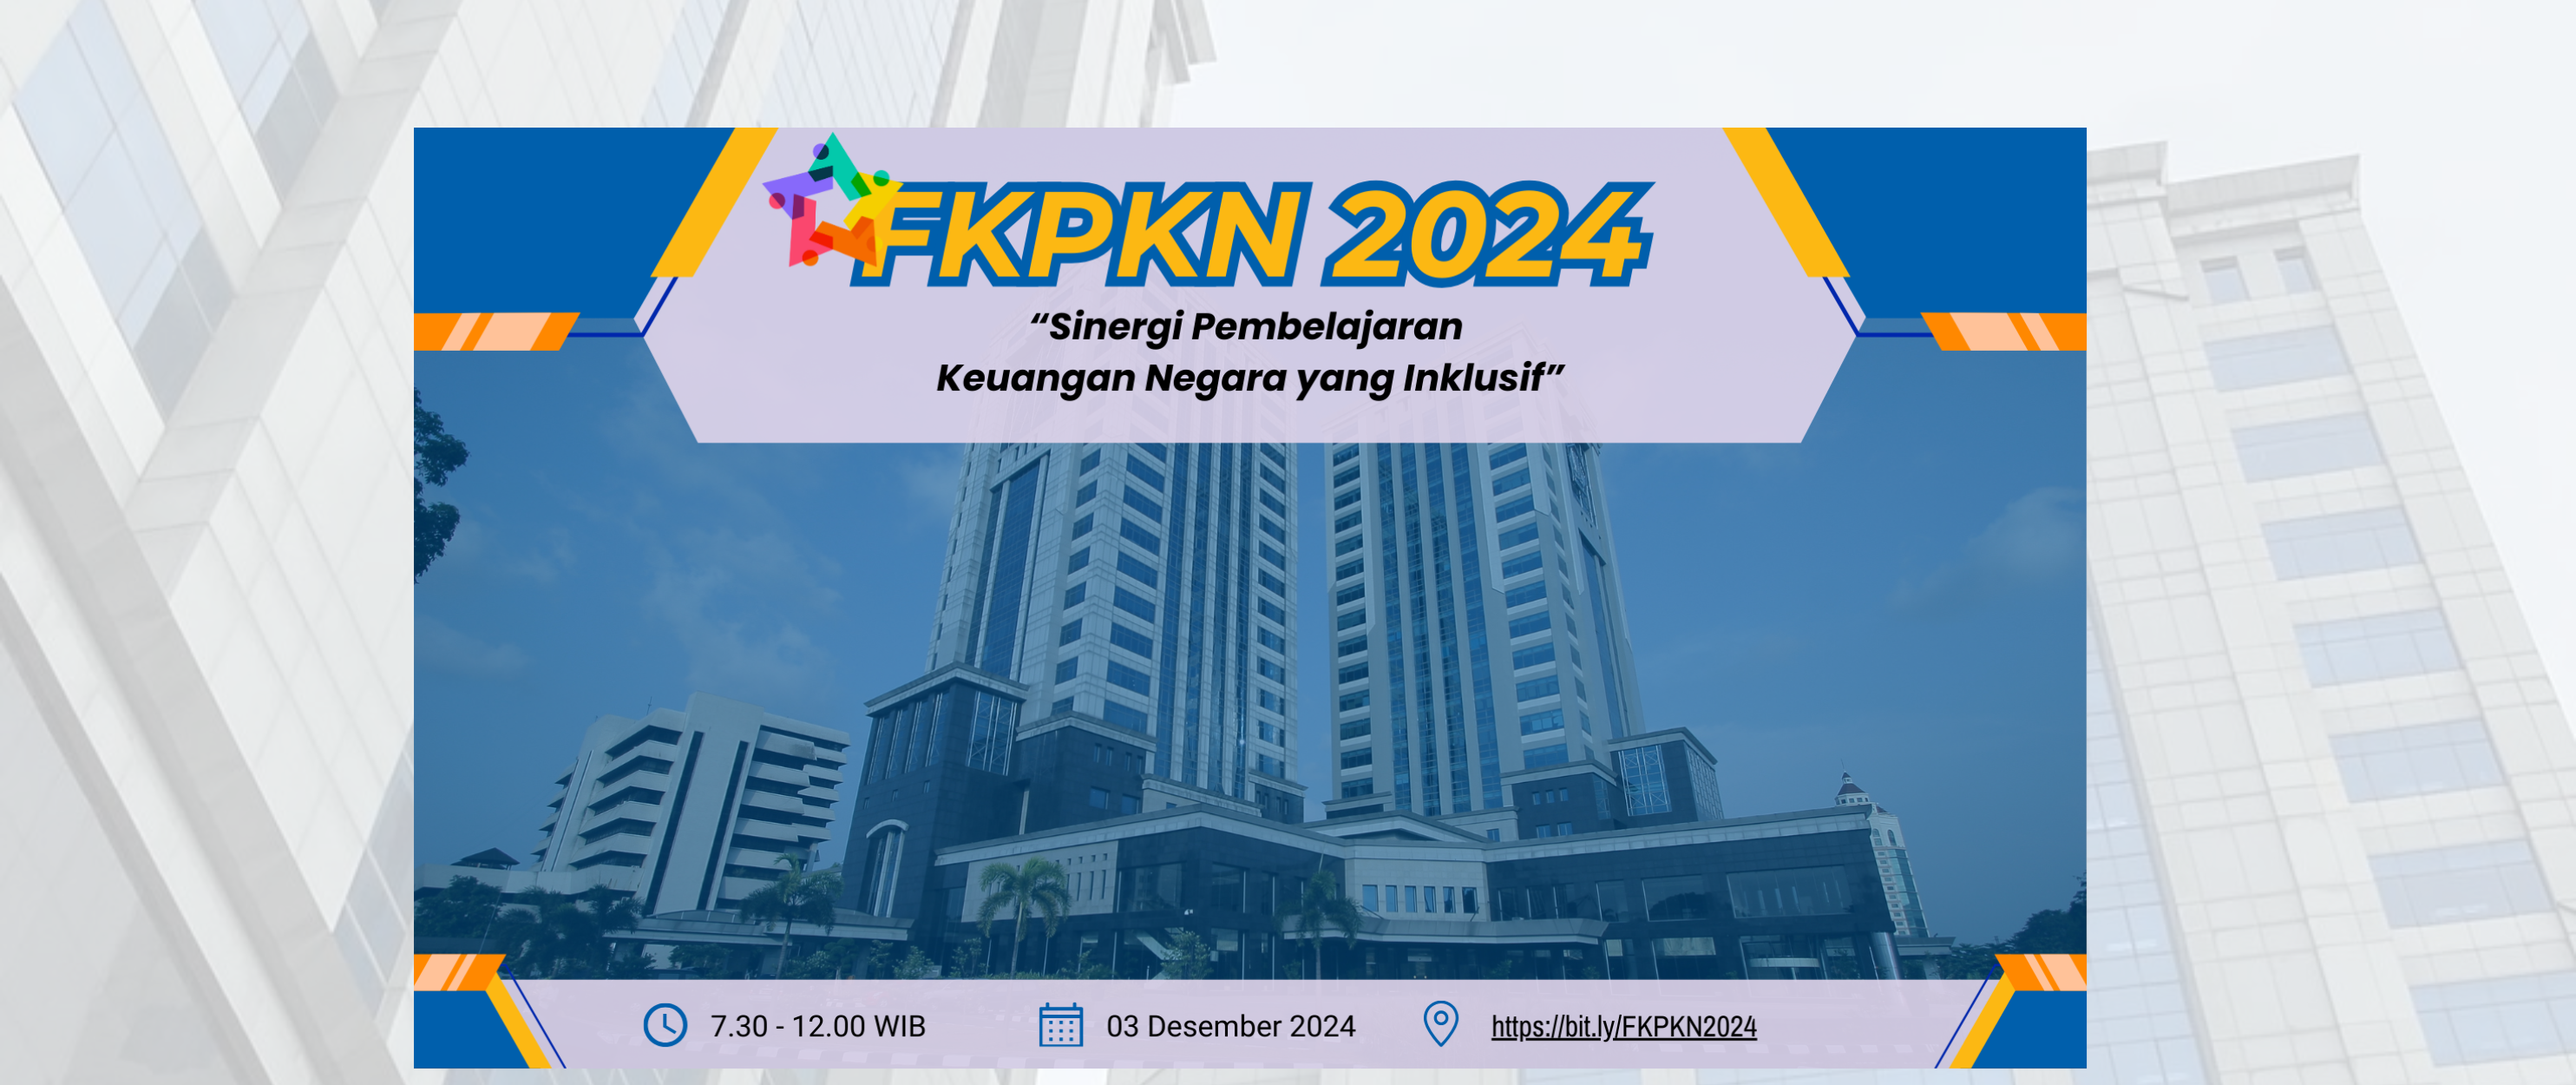 FKPKN 2024
“Sinergi Pembelajaran
Keuangan Negara yang Inklusif”
7.30 - 12.00 WIB
03 Desember 2024
https://bit.ly/FKPKN2024